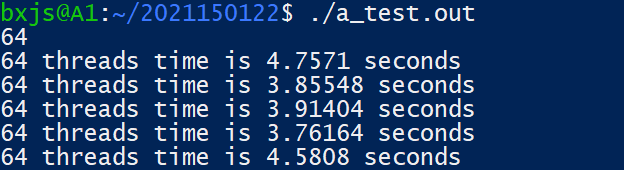 bxjs@A1:~/2021150122$ ./a_test.out
64
64 threads time is 4.7571 seconds
64 threads time is 3.85548 seconds
64 threads time is 3.91404 seconds
64 threads time is 3.76164 seconds
64 threads time is 4.5808 seconds